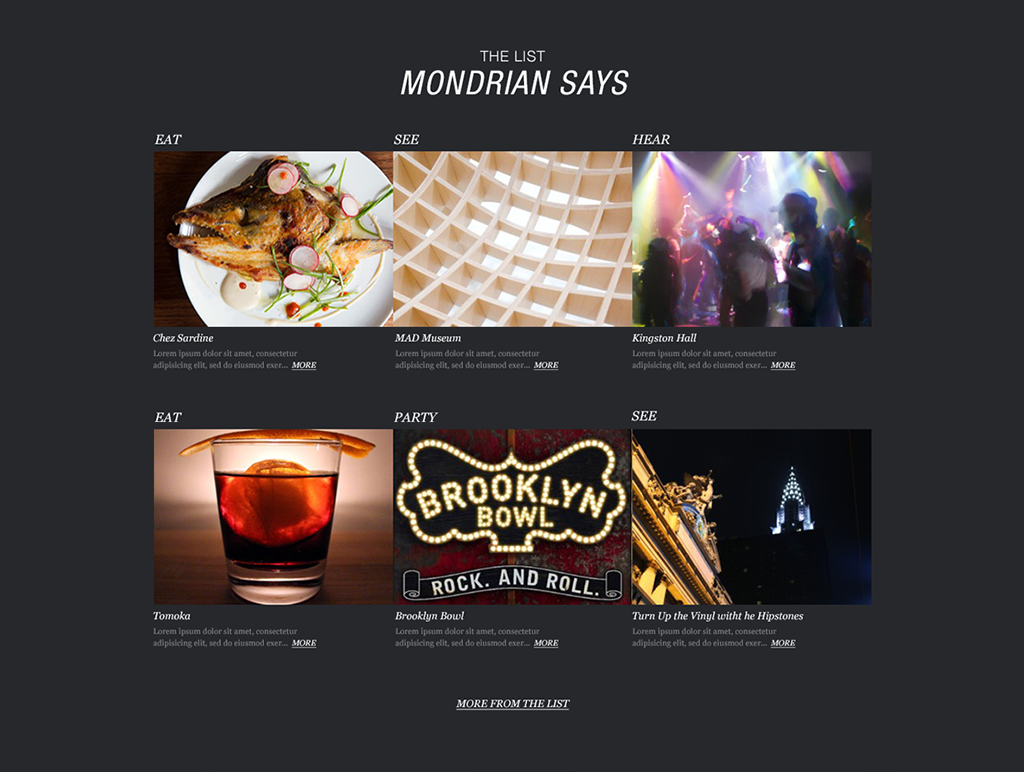 THE LIST
MONDRIAN SAYS
EAT
SEE
HEAR
Chez Sardine
Lorem ipsum dolor sit amet, consectetur
adipisicing elit, sed do eiusmod exer... MORE
MAD Museum
Lorem ipsum dolor sit amet, consectetur
adipisicing elit, sed do eiusmod exer... MORE
Kingston Hall
Lorem ipsum dolor sit amet, consectetur
adipisicing elit, sed do eiusmod exer... MORE
EAT
PARTY
SEE
BROOKLYN
BOWL
ROCK. AND ROLL.
Tomoka
Lorem ipsum dolor sit amet, consectetur
adipisicing elit, sed do eiusmod exer... MORE
Brooklyn Bowl
Lorem ipsum dolor sit amet, consectetur
adipisicing elit, sed do eiusmod exer... MORE
Turn Up the Vinyl witht he Hipstones
Lorem ipsum dolor sit amet, consectetur
adipisicing elit, sed do eiusmod exer... MORE
MORE FROM THE LIST